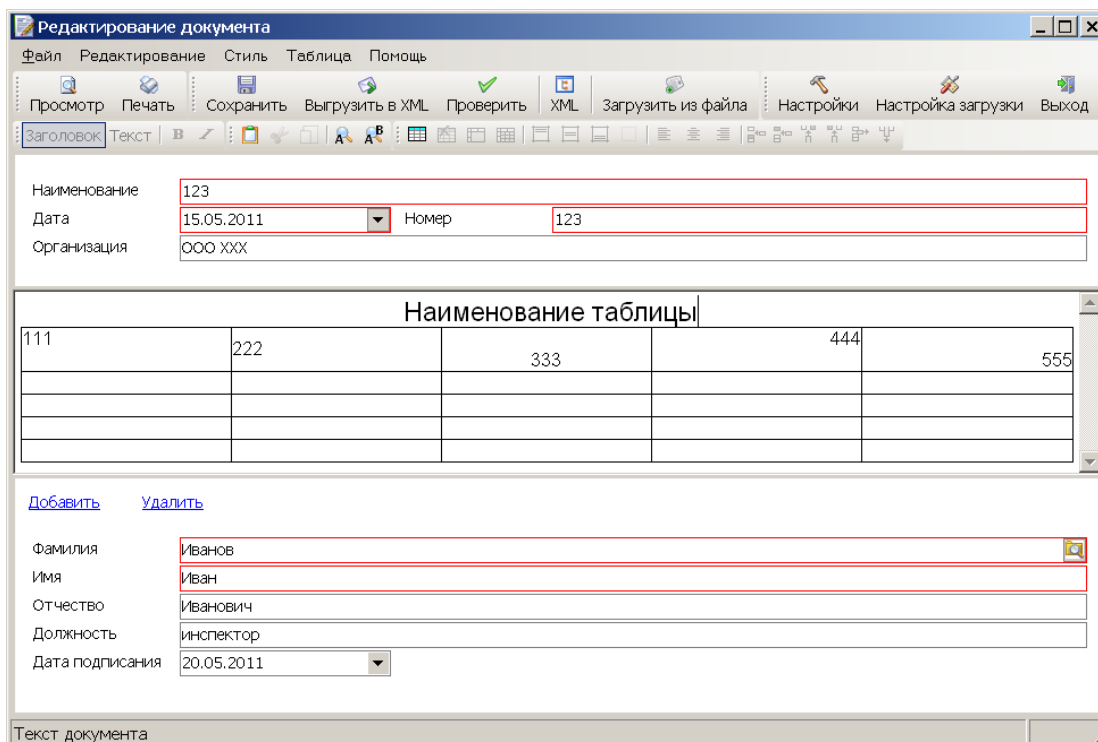 Редактирование документа
Файл Редактирование Стиль Таблица Помощь
Просмотр Печать Сохранить Выгрузить в XML Проверить XML Загрузить из файла Настройки Настройка загрузки Выход
Заголовок Текст B I A A B
Наименование 123
Дата 15.05.2011 Номер 123
Организация ООО XXX
Наименование таблицы
111 222 333 444 555
Добавить Удалить
Фамилия Иванов
Имя Иван
Отчество Иванович
Должность инспектор
Дата подписания 20.05.2011
Текст документа